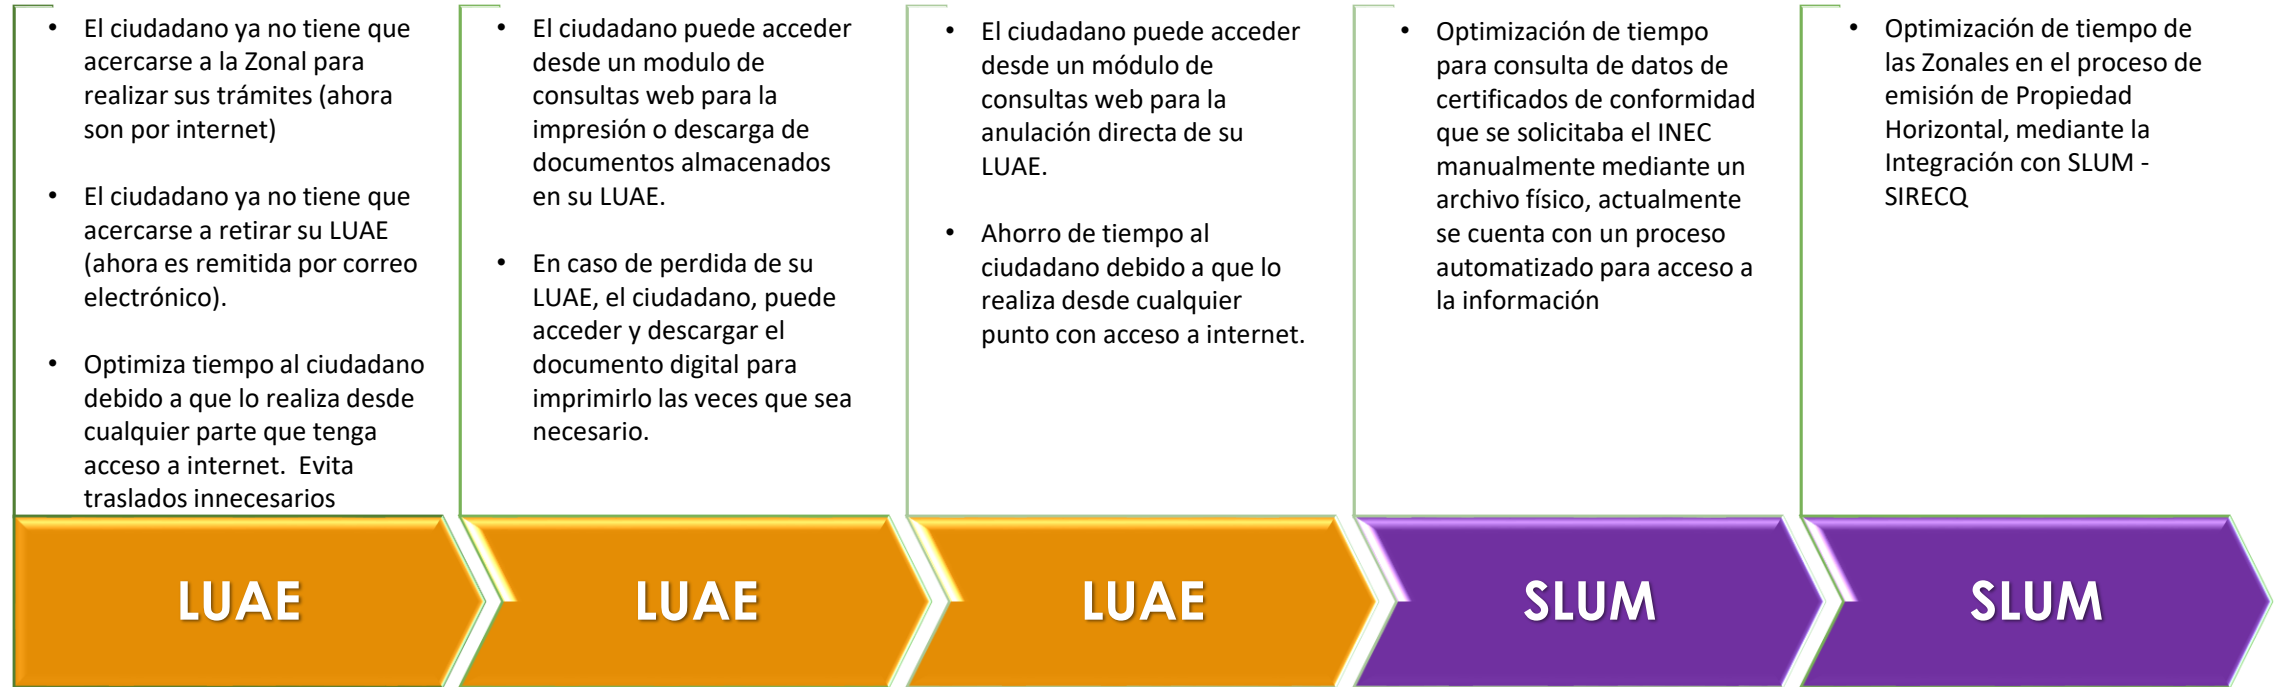 • El ciudadano ya no tiene que
acercarse a la Zonal para
realizar sus trámites (ahora
son por internet)
• El ciudadano ya no tiene que
acercarse a retirar su LUAE
(ahora es remitida por correo
electrónico).
• Optimiza tiempo al ciudadano
debido a que lo realiza desde
cualquier parte que tenga
acceso a internet.  Evita
traslados innecesarios
LUAE
• El ciudadano puede acceder
desde un modulo de
consultas web para la
impresión o descarga de
documentos almacenados
en su LUAE.
• En caso de perdida de su
LUAE, el ciudadano, puede
acceder y descargar el
documento digital para
imprimirlo las veces que sea
necesario.
LUAE
• El ciudadano puede acceder
desde un módulo de
consultas web para la
anulación directa de su
LUAE.
• Ahorro de tiempo al
ciudadano debido a que lo
realiza desde cualquier
punto con acceso a internet.
LUAE
• Optimización de tiempo
para consulta de datos de
certificados de conformidad
que se solicitaba el INEC
manualmente mediante un
archivo físico, actualmente
se cuenta con un proceso
automatizado para acceso a
la información
SLUM
• Optimización de tiempo de
las Zonales en el proceso de
emisión de Propiedad
Horizontal, mediante la
Integración con SLUM -
SIRECQ
SLUM